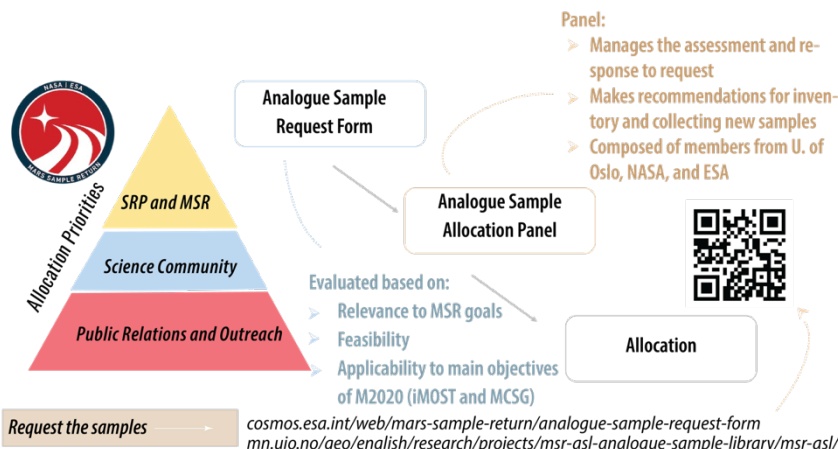 NASA | ESA
MARS SAMPLE RETURN
Allocation Priorities
SRP and MSR
Science Community
Public Relations and Outreach
Analogue Sample
Request Form
Analogue Sample
Allocation Panel
Allocation
Panel:
Manages the assessment and re-
sponse to request
Makes recommendations for inven-
tory and collecting new samples
Composed of members from U. of
Oslo, NASA, and ESA
Evaluated based on:
Relevance to MSR goals
Feasibility
Applicability to main objectives
of M2020 (iMOST and MCSG)
Request the samples
cosmos.esa.int/web/mars-sample-return/analogue-sample-request-form
mn.uio.no/geo/english/research/projects/msr-asl-analogue-sample-library/msr-asl/